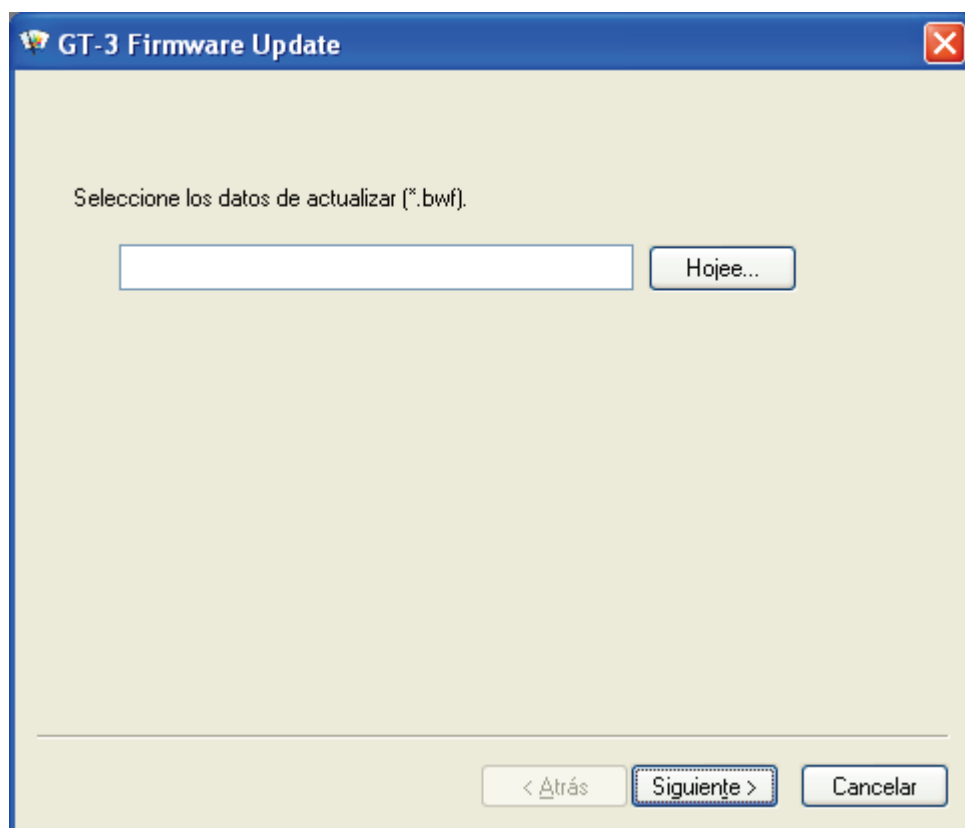 GT-3 Firmware Update
Seleccione los datos de actualizar (*.bwf).
Hojee...
< Atrás
Siguiente >
Cancelar